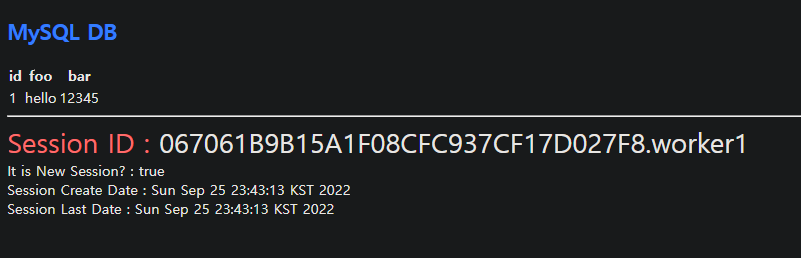 MySQL DB
id foo bar
1 hello 12345
Session ID : 067061B9B15A1F08CFC937CF17D027F8.worker1
It is New Session? : true
Session Create Date : Sun Sep 25 23:43:13 KST 2022
Session Last Date : Sun Sep 25 23:43:13 KST 2022